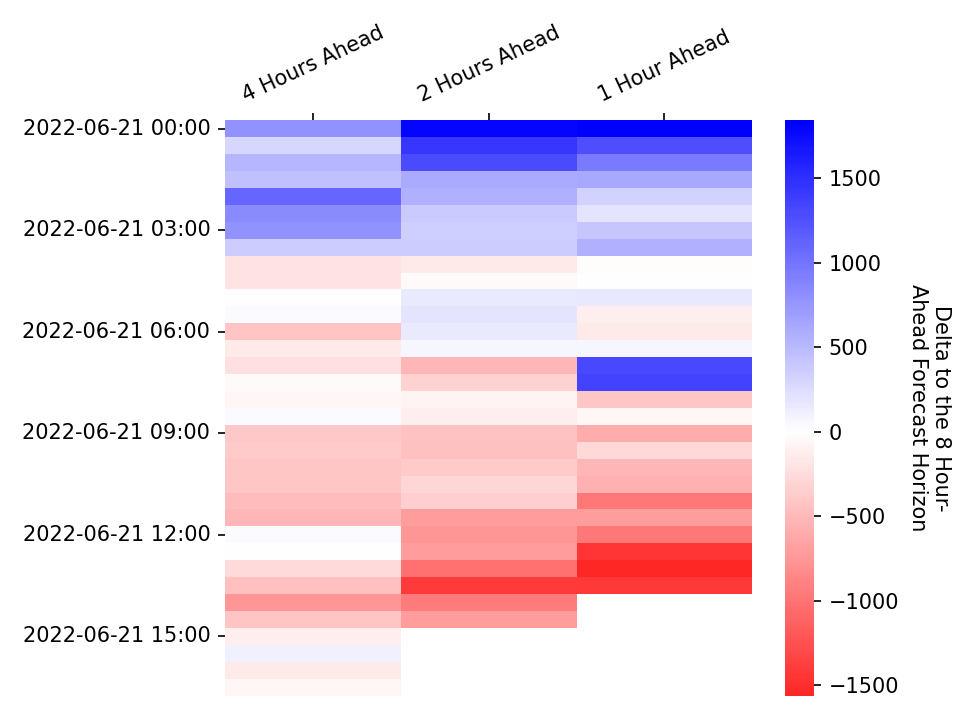 4 Hours Ahead
2 Hours Ahead
1 Hour Ahead
2022-06-21 00:00
2022-06-21 03:00
2022-06-21 06:00
2022-06-21 09:00
2022-06-21 12:00
2022-06-21 15:00
1500
1000
500
0
−500
−1000
−1500
Delta to the 8 Hour-
Ahead Forecast Horizon